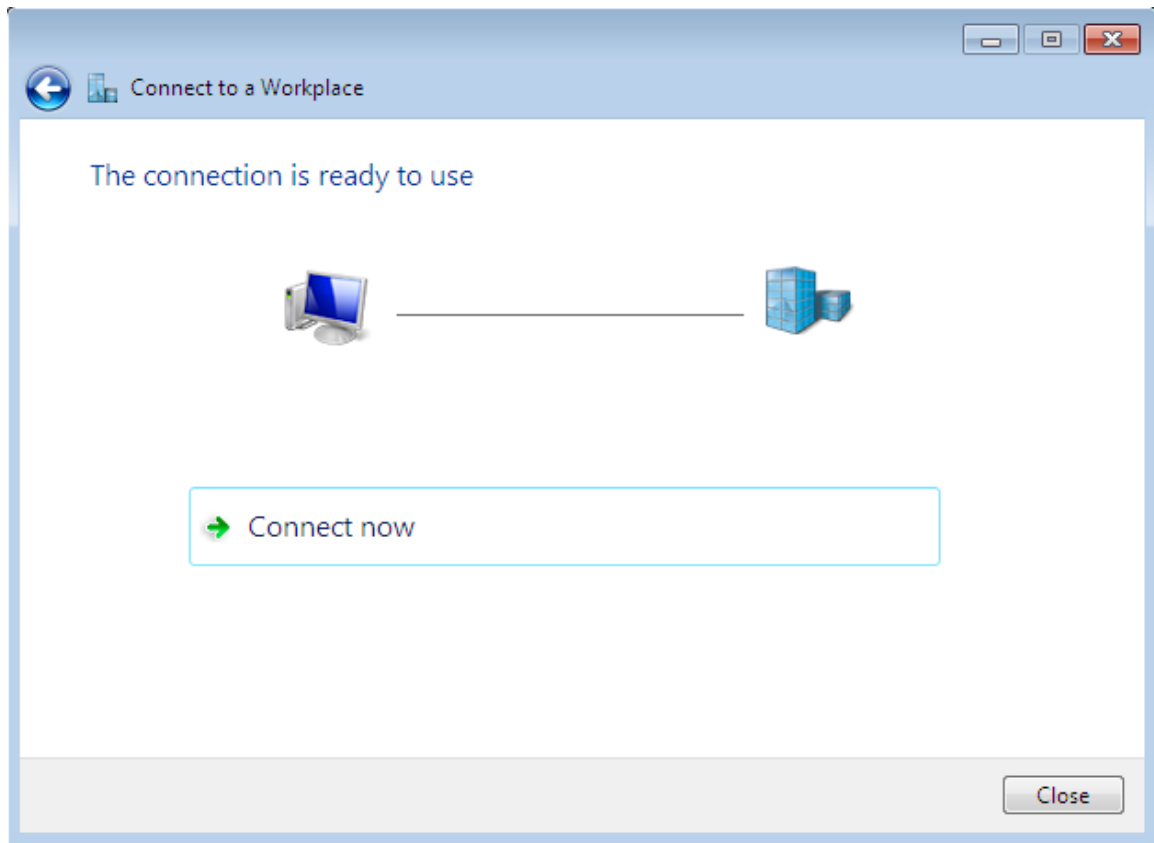 Connect to a Workplace
The connection is ready to use
Connect now
Close